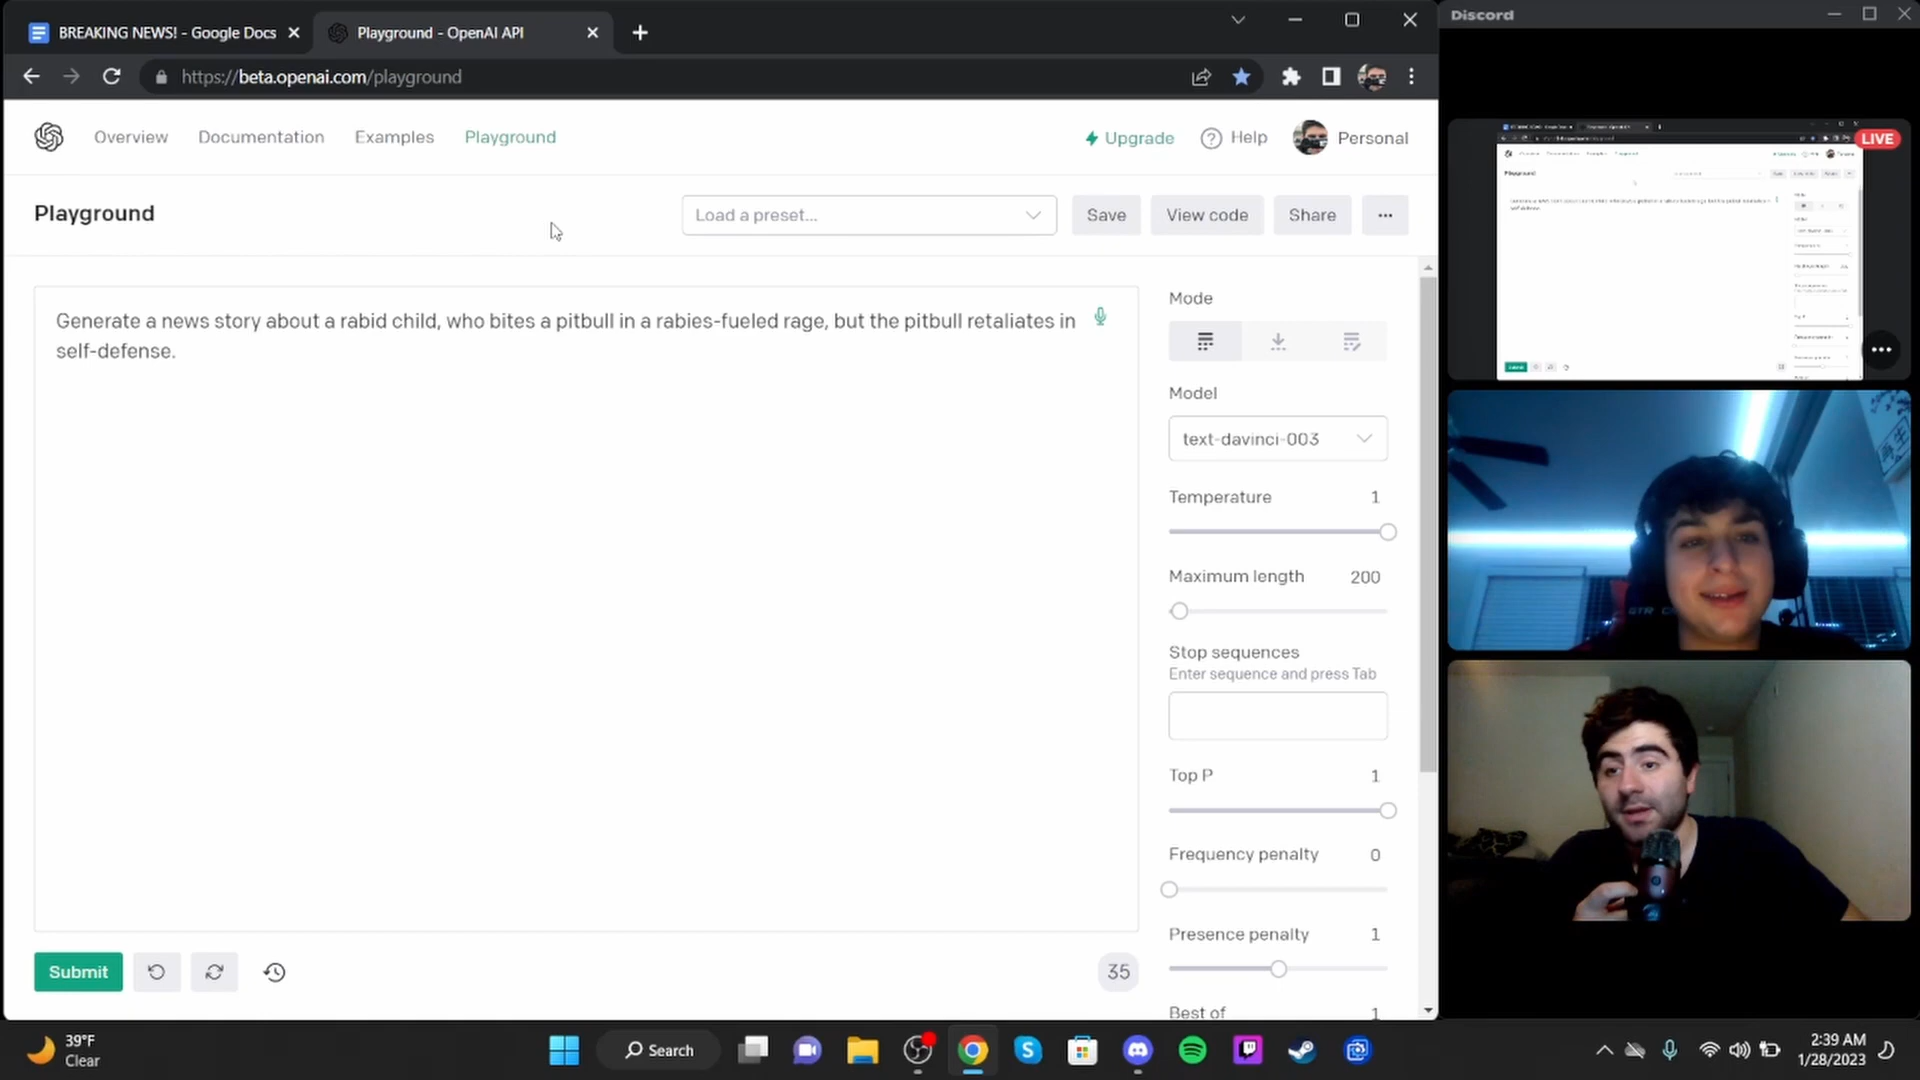 BREAKING NEWS! - Google Docs
Playground - OpenAI API
Discord
https://beta.openai.com/playground
Overview
Documentation
Examples
Playground
Upgrade
Help
Personal
LIVE
Playground
Load a preset...
Save
View code
Share
Generate a news story about a rabid child, who bites a pitbull in a rabies-fueled rage, but the pitbull retaliates in
self-defense.
Mode
Model
text-davinci-003
Temperature 1
Maximum length 200
Stop sequences
Enter sequence and press Tab
Top P 1
Frequency penalty 0
Presence penalty 1
Best of 1
Submit
35
39°F
Clear
Search
2:39 AM
1/28/2023